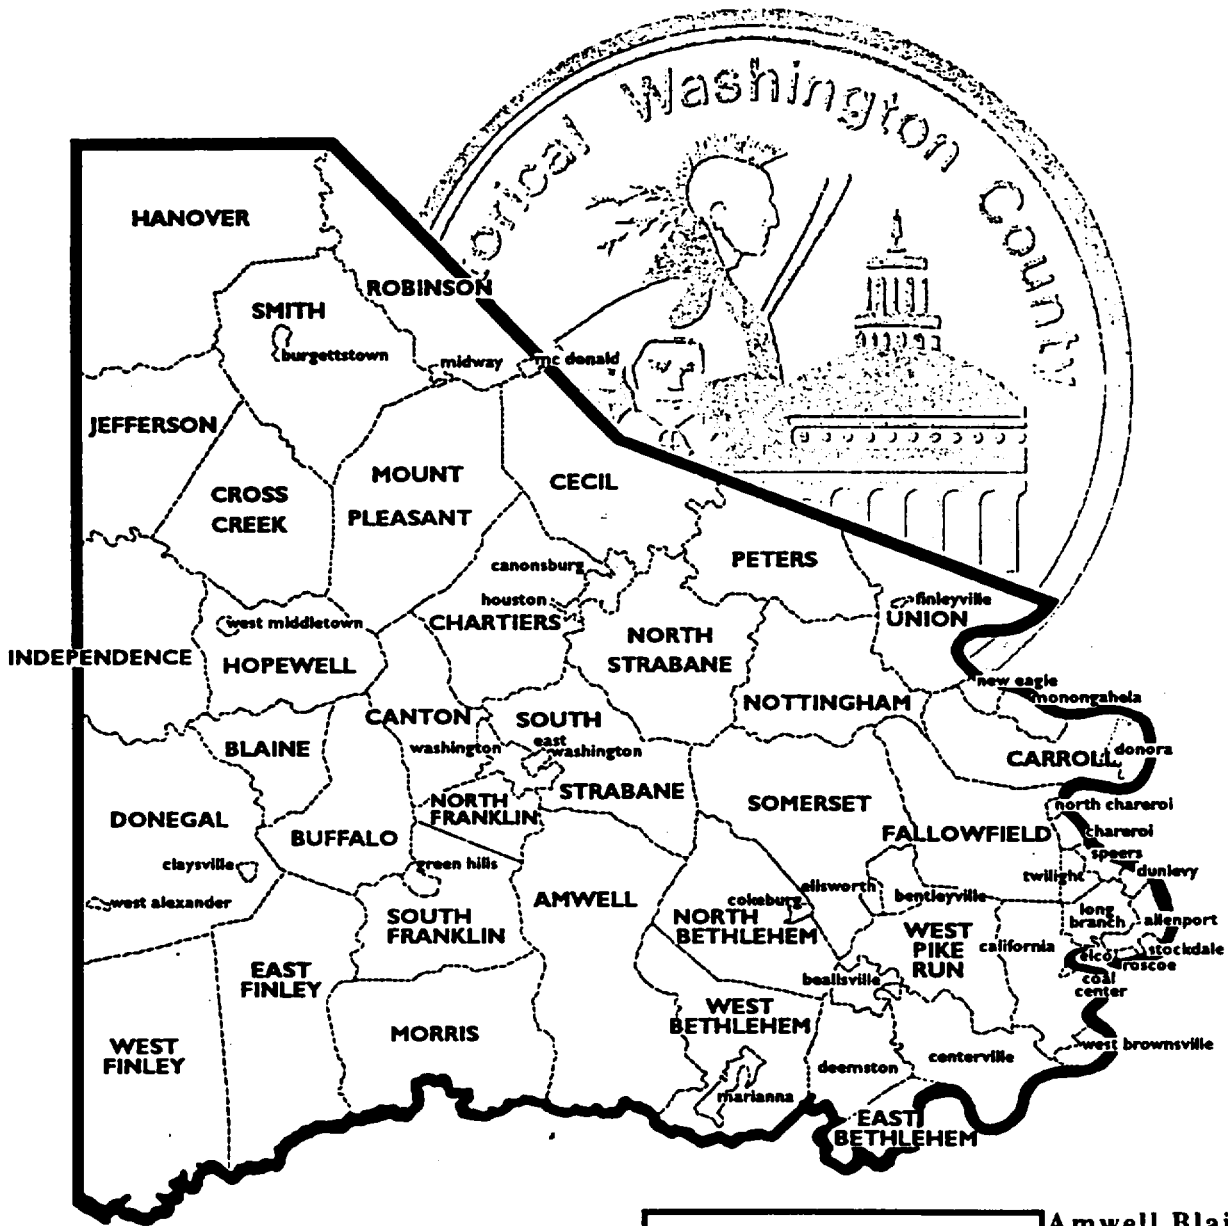 orical Washington County
HANOVER
ROBINSON
SMITH
burgettstown
midway
mc donald
JEFFERSON
CROSS
CREEK
MOUNT
PLEASANT
CECIL
PETERS
canonsburg
houston
CHARTIERS
finleyville
UNION
west middletown
HOPEWELL
INDEPENDENCE
NORTH
STRABANE
new eagle
monongahela
NOTTINGHAM
CANTON
SOUTH
STRABANE
washington
east
washington
BLAINE
CARROLL
donora
DONEGAL
BUFFALO
NORTH
FRANKLIN
SOMERSET
FALLOWFIELD
north chareroi
chareroi
speers
twilight
dunlevy
claysville
green hills
west alexander
AMWELL
ellsworth
cokeburg
bentleyville
long
branch
allenport
SOUTH
FRANKLIN
NORTH
BETHLEHEM
WEST
PIKE
RUN
california
elco
stockdale
roscoe
coal
center
EAST
FINLEY
beallsville
WEST
BETHLEHEM
MORRIS
WEST
FINLEY
deemston
centerville
west brownsville
marianna
EAST
BETHLEHEM
Amwell Blai